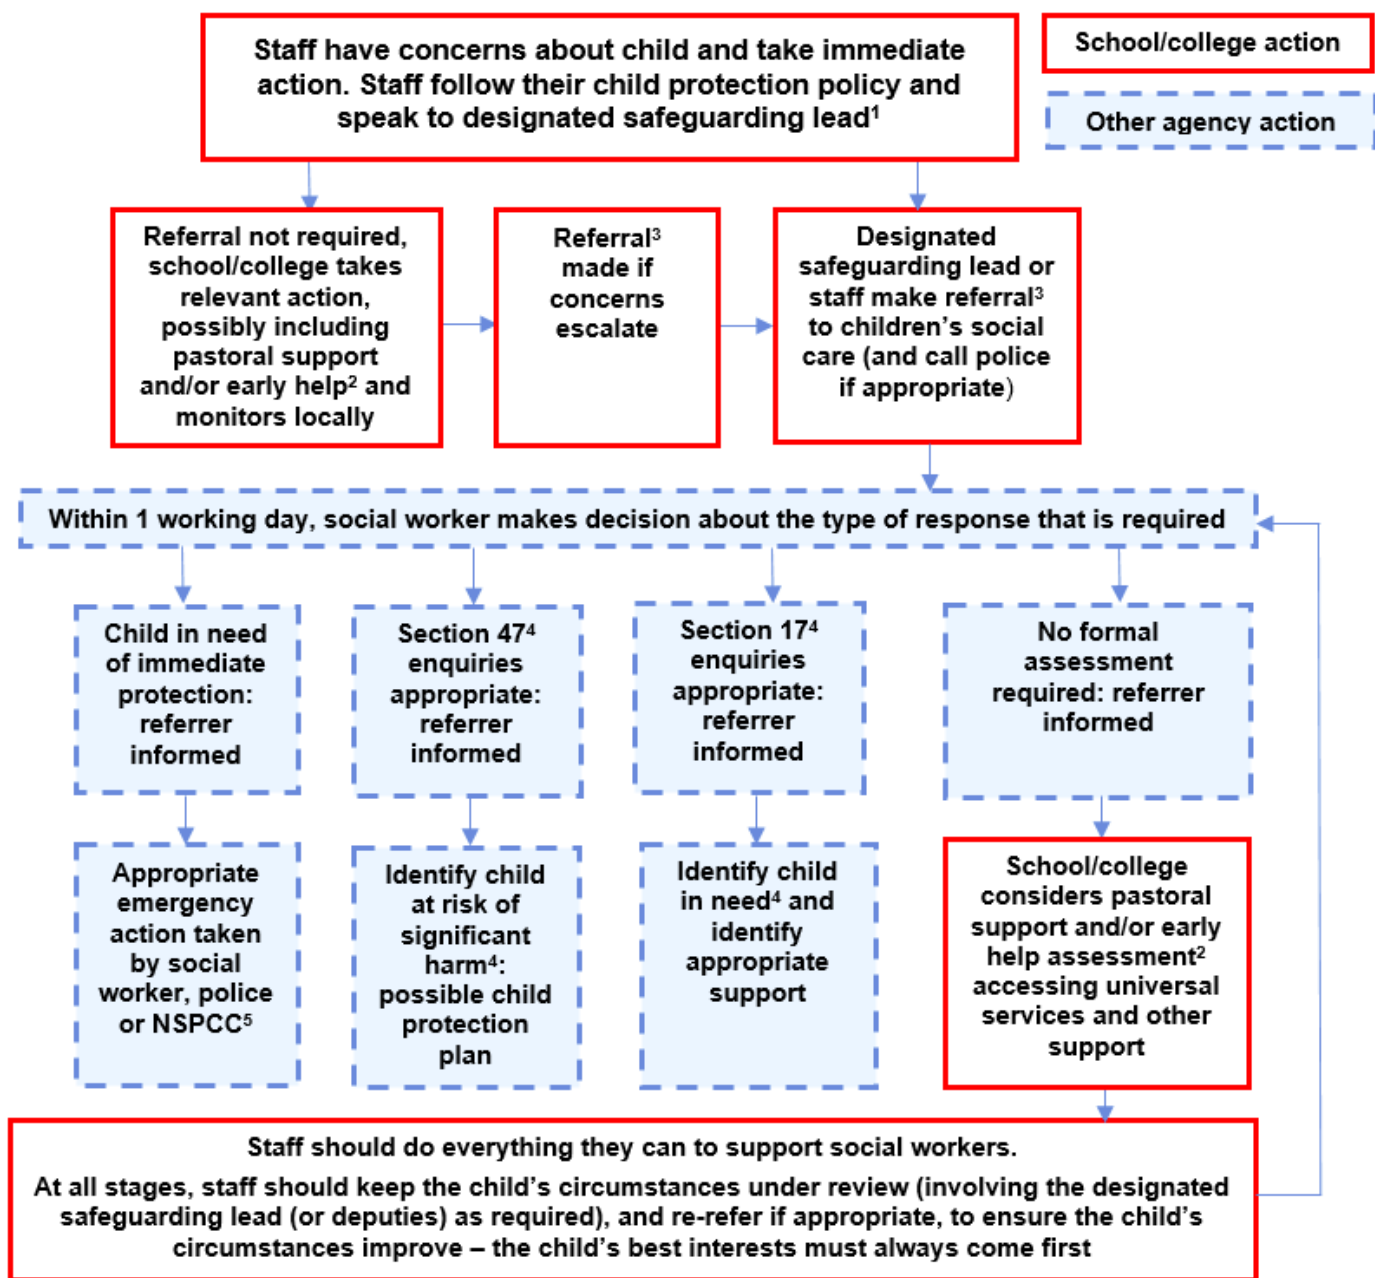 Staff have concerns about child and take immediate
action. Staff follow their child protection policy and
speak to designated safeguarding lead¹
School/college action
Other agency action
Referral not required,
school/college takes
relevant action,
possibly including
pastoral support
and/or early help² and
monitors locally
Referral³
made if
concerns
escalate
Designated
safeguarding lead or
staff make referral³
to children’s social
care (and call police
if appropriate)
Within 1 working day, social worker makes decision about the type of response that is required
Child in need
of immediate
protection:
referrer
informed
Section 47⁴
enquiries
appropriate:
referrer
informed
Section 17⁴
enquiries
appropriate:
referrer
informed
No formal
assessment
required: referrer
informed
Appropriate
emergency
action taken
by social
worker, police
or NSPCC⁵
Identify child
at risk of
significant
harm⁴:
possible child
protection
plan
Identify child
in need⁴ and
identify
appropriate
support
School/college
considers pastoral
support and/or early
help assessment²
accessing universal
services and other
support
Staff should do everything they can to support social workers.
At all stages, staff should keep the child’s circumstances under review (involving the designated
safeguarding lead (or deputies) as required), and re-refer if appropriate, to ensure the child’s
circumstances improve – the child’s best interests must always come first